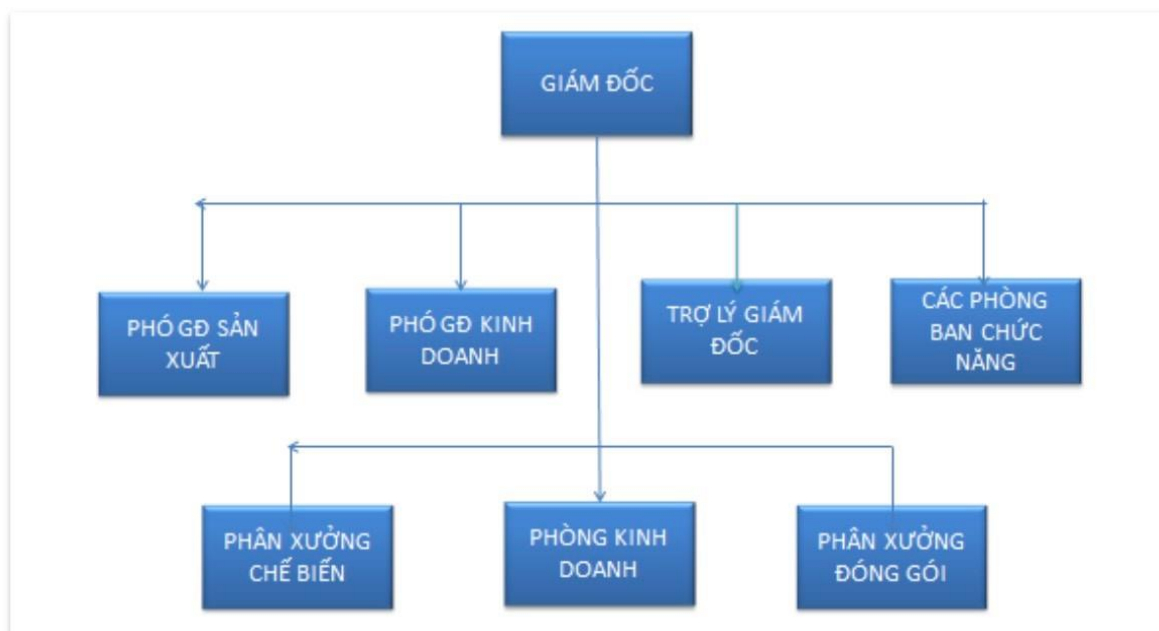 GIÁM ĐỐC
PHÓ GĐ SẢN
XUẤT
PHÓ GĐ KINH
DOANH
TRỢ LÝ GIÁM
ĐỐC
CÁC PHÒNG
BAN CHỨC
NĂNG
PHÂN XƯỞNG
CHẾ BIẾN
PHÒNG KINH
DOANH
PHÂN XƯỞNG
ĐÓNG GÓI